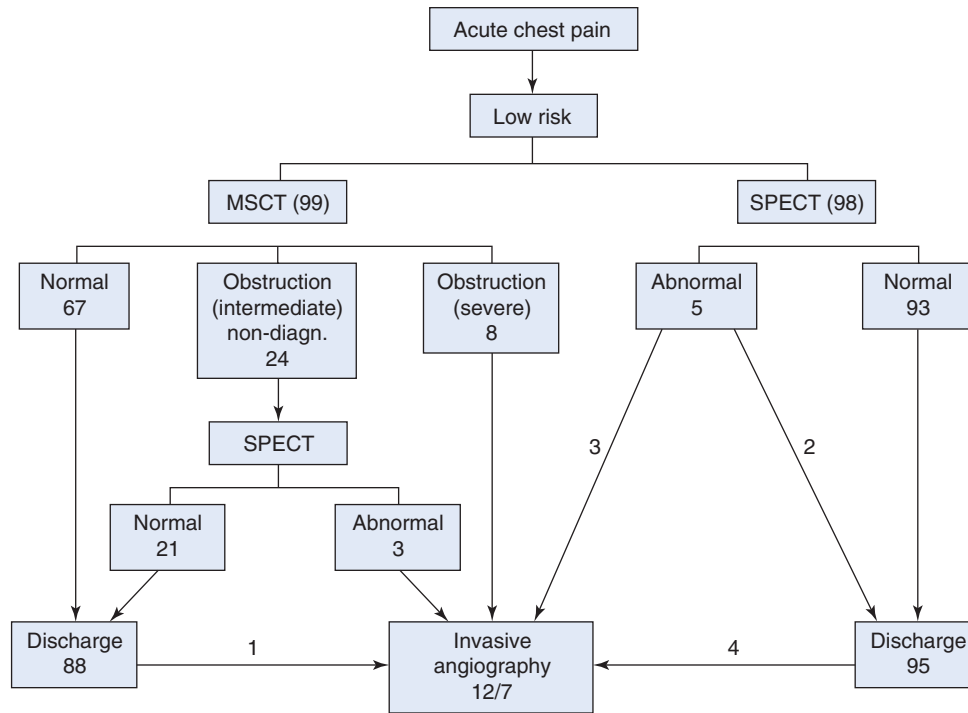 Acute chest pain
Low risk
MSCT (99)
SPECT (98)
Normal
67
Obstruction
(intermediate)
non-diagn.
24
Obstruction
(severe)
8
Abnormal
5
Normal
93
SPECT
3
2
Normal
21
Abnormal
3
Discharge
88
1
Invasive
angiography
12/7
4
Discharge
95